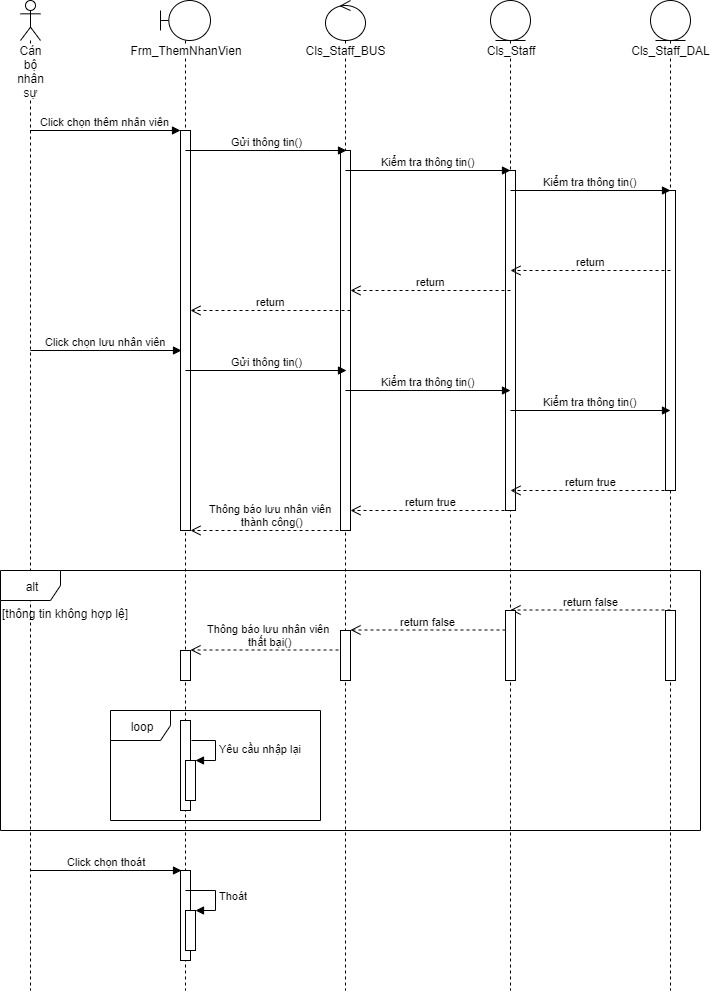 Cán
bộ
nhân
sự
Frm_ThemNhanVien
Cls_Staff_BUS
Cls_Staff
Cls_Staff_DAL
Click chọn thêm nhân viên
Gửi thông tin()
Kiểm tra thông tin()
Kiểm tra thông tin()
return
return
return
Click chọn lưu nhân viên
Gửi thông tin()
Kiểm tra thông tin()
Kiểm tra thông tin()
return true
return true
Thông báo lưu nhân viên
thành công()
alt
[thông tin không hợp lệ]
return false
return false
Thông báo lưu nhân viên
thất bại()
loop
Yêu cầu nhập lại
Click chọn thoát
Thoát